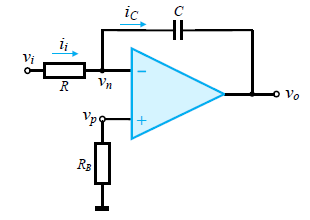 i_C C
v_i i_i
R v_n − v_o
v_p +
R_B